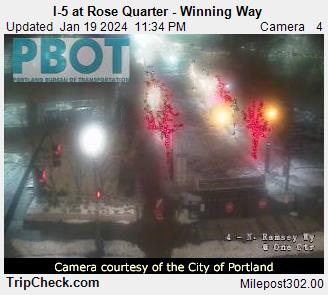 I-5 at Rose Quarter - Winning Way
Updated Jan 19 2024 11:34 PM Camera 4
PBOT
PORTLAND BUREAU OF TRANSPORTATION
4 - N. Ramsey Wy
W One Ctr
Camera courtesy of the City of Portland
TripCheck.com Milepost302.00